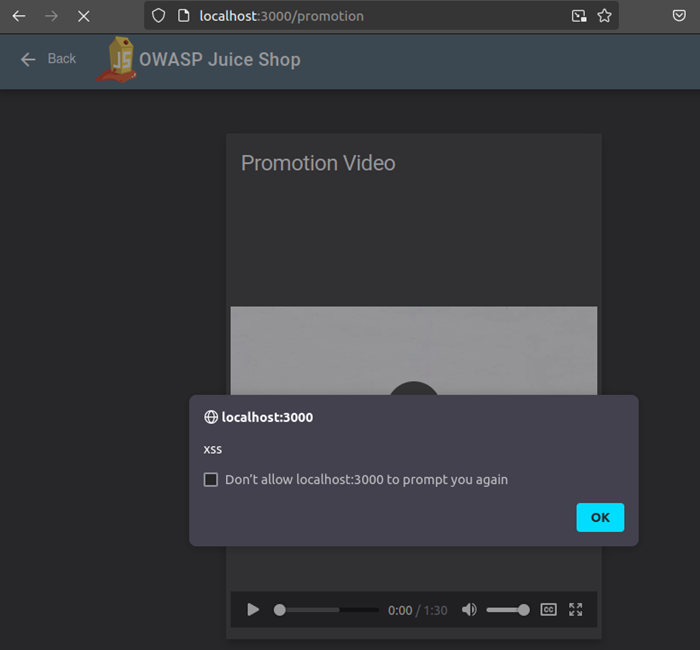 localhost:3000/promotion
Back
JS
OWASP Juice Shop
Promotion Video
localhost:3000
xss
Don’t allow localhost:3000 to prompt you again
OK
0:00 / 1:30
CC